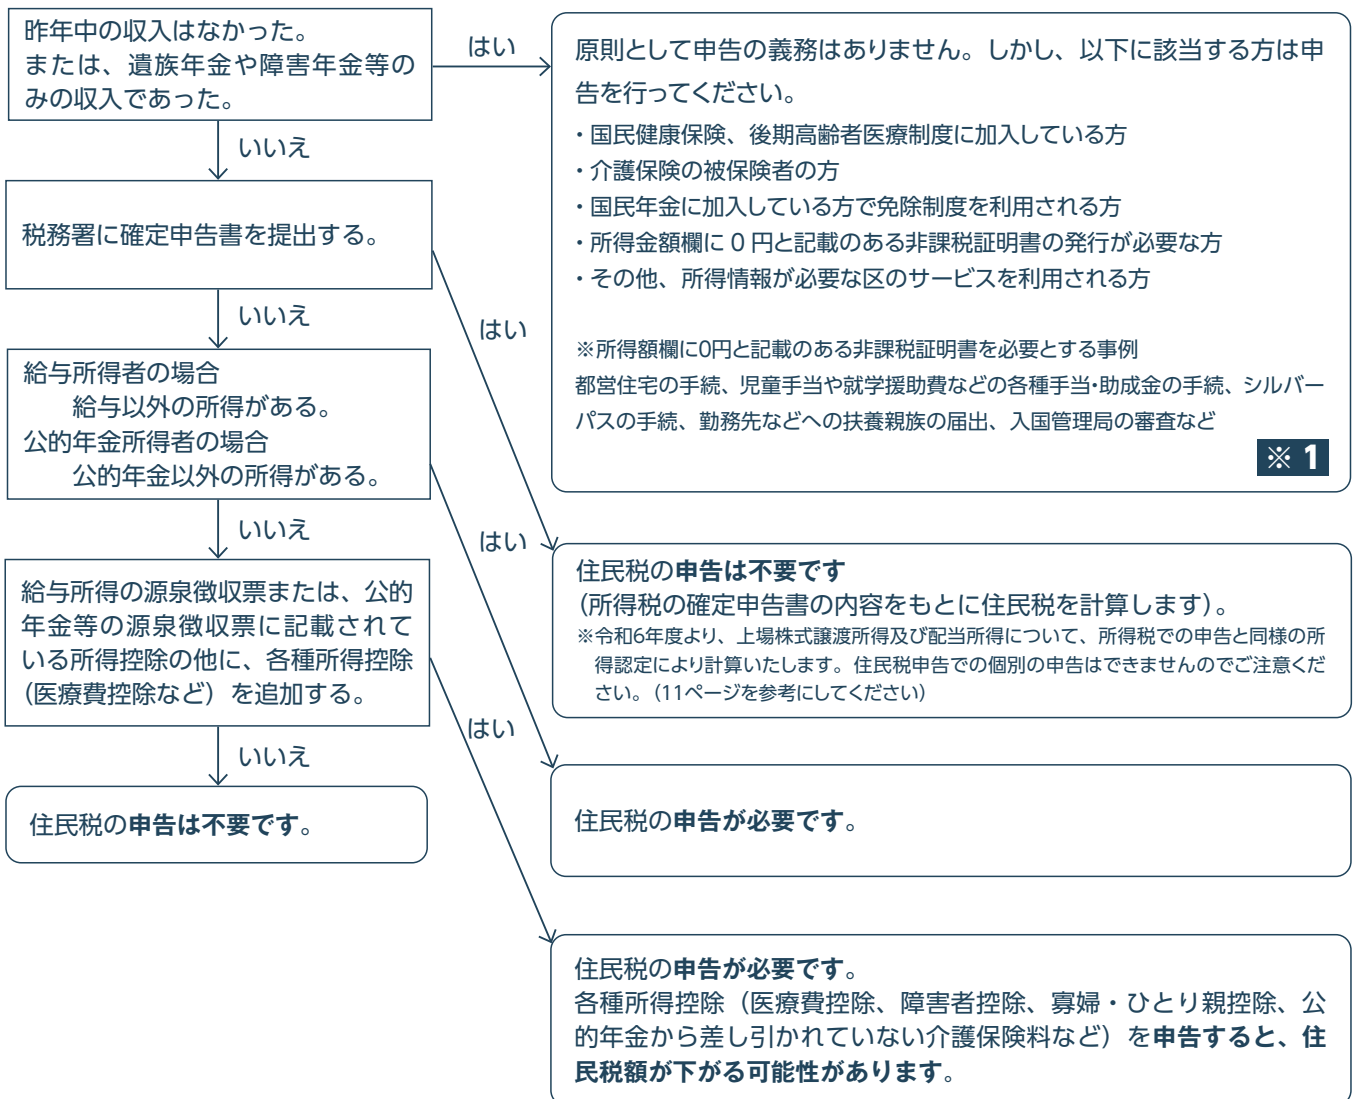 昨年中の収入はなかった。
または、遺族年金や障害年金等の
みの収入であった。
はい
原則として申告の義務はありません。しかし、以下に該当する方は申
告を行ってください。
・国民健康保険、後期高齢者医療制度に加入している方
・介護保険の被保険者の方
・国民年金に加入している方で免除制度を利用される方
・所得金額欄に 0 円と記載のある非課税証明書の発行が必要な方
・その他、所得情報が必要な区のサービスを利用される方
※所得額欄に0円と記載のある非課税証明書を必要とする事例
都営住宅の手続、児童手当や就学援助費などの各種手当・助成金の手続、シルバー
パスの手続、勤務先などへの扶養親族の届出、入国管理局の審査など
※ 1
いいえ
税務署に確定申告書を提出する。
はい
いいえ
給与所得者の場合
給与以外の所得がある。
公的年金所得者の場合
公的年金以外の所得がある。
はい
いいえ
住民税の申告は不要です
（所得税の確定申告書の内容をもとに住民税を計算します）。
※令和6年度より、上場株式譲渡所得及び配当所得について、所得税での申告と同様の所
得認定により計算いたします。住民税申告での個別の申告はできませんのでご注意くだ
さい。（11ページを参考にしてください）
給与所得の源泉徴収票または、公的
年金等の源泉徴収票に記載されて
いる所得控除の他に、各種所得控除
（医療費控除など）を追加する。
はい
いいえ
住民税の申告は不要です。
住民税の申告が必要です。
住民税の申告が必要です。
各種所得控除（医療費控除、障害者控除、寡婦・ひとり親控除、公
的年金から差し引かれていない介護保険料など）を申告すると、住
民税額が下がる可能性があります。